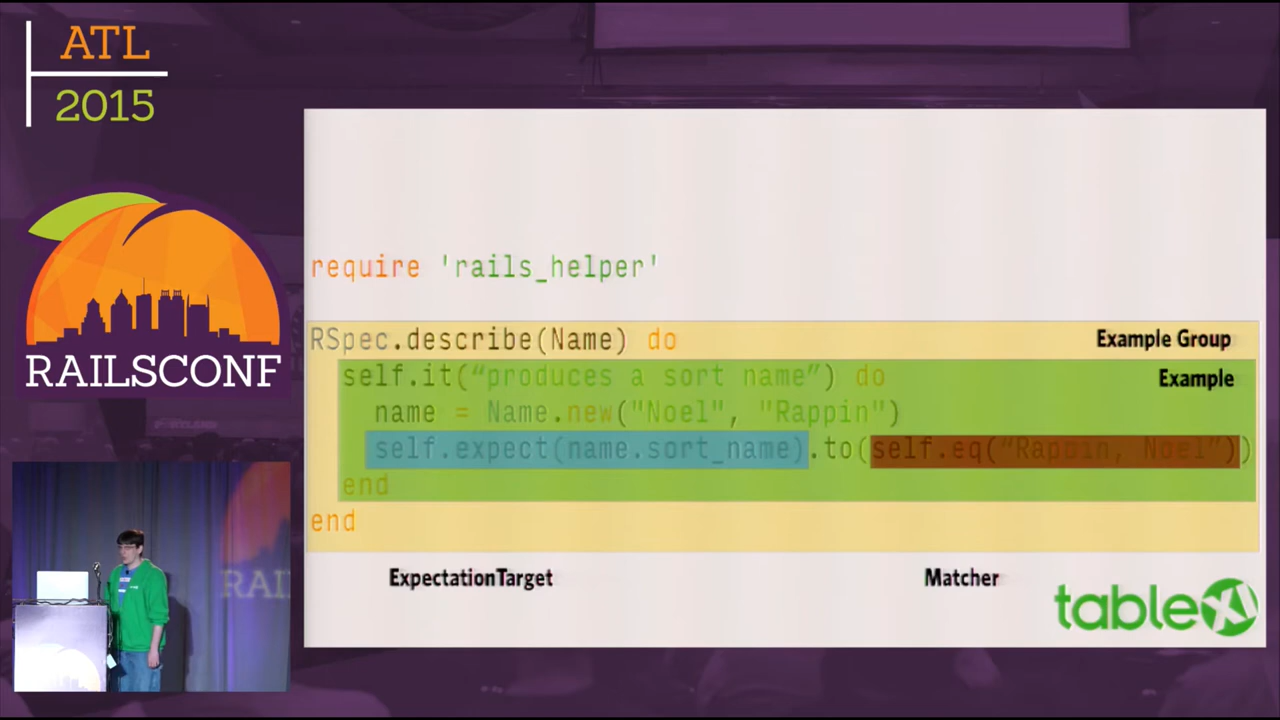 ATL
2015
RAILSCONF
require 'rails_helper'
RSpec.describe(Name) do
Example Group
self.it(“produces a sort name”) do
Example
name = Name.new("Noel", "Rappin")
self.expect(name.sort_name).to(self.eq(“Rappin, Noel”))
end
end
ExpectationTarget
Matcher
tableXI
RAI